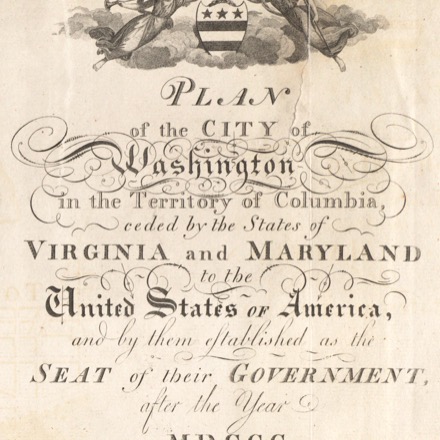 PLAN
of the CITY of
Washington
in the Territory of Columbia,
ceded by the States of
VIRGINIA and MARYLAND
to the
United States OF America,
and by them eſtabliſhed as the
SEAT of their GOVERNMENT,
after the Year
MDCCC